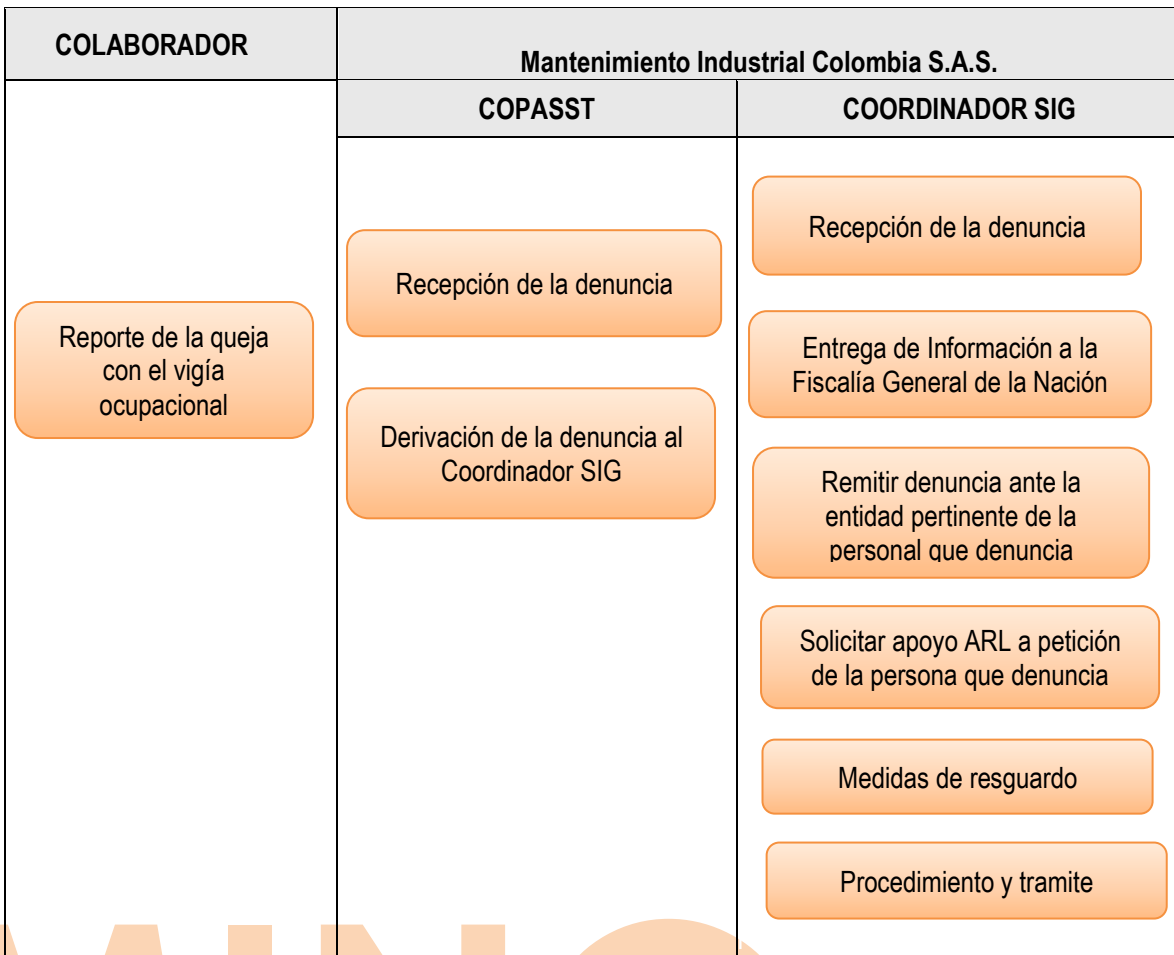 COLABORADOR
Mantenimiento Industrial Colombia S.A.S.
COPASST
COORDINADOR SIG
Reporte de la queja
con el vigía
ocupacional
Recepción de la denuncia
Derivación de la denuncia al
Coordinador SIG
Recepción de la denuncia
Entrega de Información a la
Fiscalía General de la Nación
Remitir denuncia ante la
entidad pertinente de la
personal que denuncia
Solicitar apoyo ARL a petición
de la persona que denuncia
Medidas de resguardo
Procedimiento y tramite